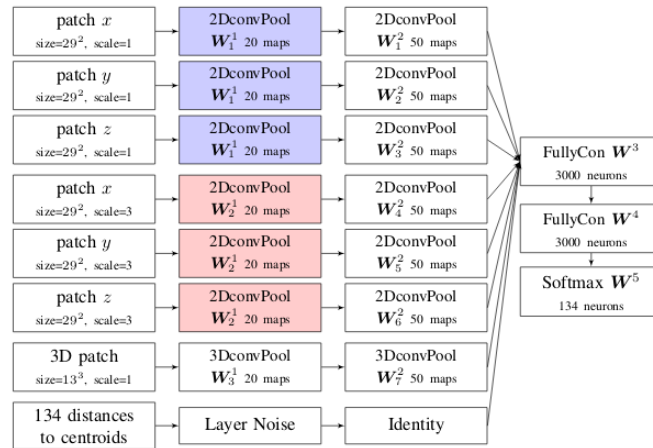 patch x
size=29², scale=1
2DconvPool
W₁¹ 20 maps
2DconvPool
W₁² 50 maps
patch y
size=29², scale=1
2DconvPool
W₁¹ 20 maps
2DconvPool
W₂² 50 maps
patch z
size=29², scale=1
2DconvPool
W₁¹ 20 maps
2DconvPool
W₃² 50 maps
patch x
size=29², scale=3
2DconvPool
W₂¹ 20 maps
2DconvPool
W₄² 50 maps
patch y
size=29², scale=3
2DconvPool
W₂¹ 20 maps
2DconvPool
W₅² 50 maps
patch z
size=29², scale=3
2DconvPool
W₂¹ 20 maps
2DconvPool
W₆² 50 maps
3D patch
size=13³, scale=1
3DconvPool
W₃¹ 20 maps
3DconvPool
W₇² 50 maps
134 distances
to centroids
Layer Noise
Identity
FullyCon W³
3000 neurons
FullyCon W⁴
3000 neurons
Softmax W⁵
134 neurons